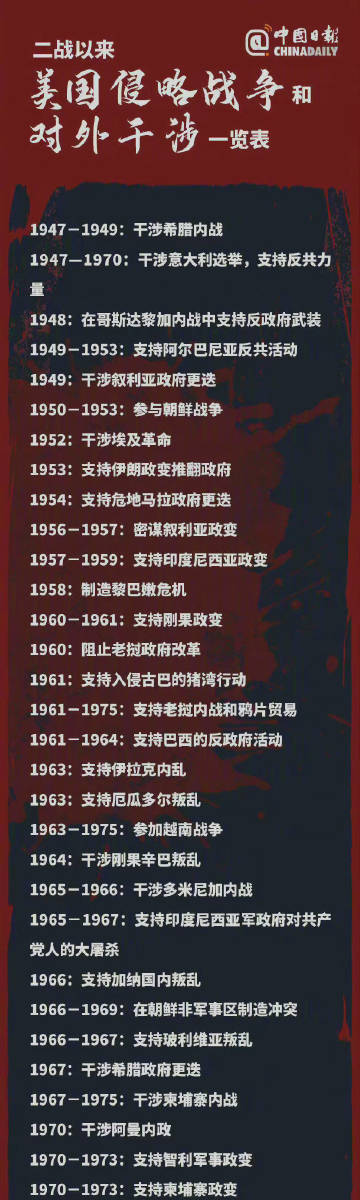 二战以来
@中国日报
CHINADAILY
美国侵略战争和
对外干涉一览表
1947－1949：干涉希腊内战
1947—1970：干涉意大利选举，支持反共力
量
1948：在哥斯达黎加内战中支持反政府武装
1949－1953：支持阿尔巴尼亚反共活动
1949：干涉叙利亚政府更迭
1950－1953：参与朝鲜战争
1952：干涉埃及革命
1953：支持伊朗政变推翻政府
1954：支持危地马拉政府更迭
1956－1957：密谋叙利亚政变
1957－1959：支持印度尼西亚政变
1958：制造黎巴嫩危机
1960－1961：支持刚果政变
1960：阻止老挝政府改革
1961：支持入侵古巴的猪湾行动
1961－1975：支持老挝内战和鸦片贸易
1961－1964：支持巴西的反政府活动
1963：支持伊拉克内乱
1963：支持厄瓜多尔叛乱
1963－1975：参加越南战争
1964：干涉刚果辛巴叛乱
1965－1966：干涉多米尼加内战
1965－1967：支持印度尼西亚军政府对共产
党人的大屠杀
1966：支持加纳国内叛乱
1966－1969：在朝鲜非军事区制造冲突
1966－1967：支持玻利维亚叛乱
1967：干涉希腊政府更迭
1967－1975：干涉柬埔寨内战
1970：干涉阿曼内政
1970－1973：支持智利军事政变
1970－1973：支持柬埔寨政变